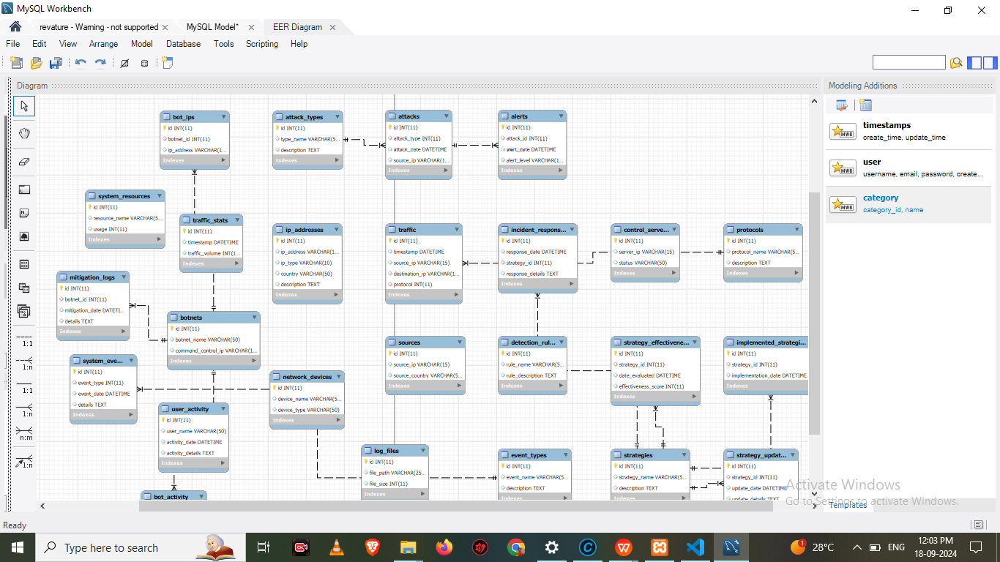 MySQL Workbench
revature - Warning - not supported
MySQL Model*
EER Diagram
File Edit View Arrange Model Database Tools Scripting Help
Diagram
bot_ips
id INT(11)
botnet_id INT(11)
ip_address VARCHAR(1...
Indexes
attack_types
id INT(11)
type_name VARCHAR(5...
description TEXT
Indexes
attacks
id INT(11)
attack_type INT(11)
attack_date DATETIME
source_ip VARCHAR(1...
Indexes
alerts
id INT(11)
attack_id INT(11)
alert_date DATETIME
alert_level VARCHAR(1...
Indexes
system_resources
id INT(11)
resource_name VARCHAR(5...
usage INT(11)
Indexes
traffic_stats
id INT(11)
timestamp DATETIME
traffic_volume INT(1...
Indexes
ip_addresses
id INT(11)
ip_address VARCHAR(1...
ip_type VARCHAR(10)
country VARCHAR(50)
description TEXT
Indexes
traffic
id INT(11)
timestamp DATETIME
source_ip VARCHAR(15)
destination_ip VARCHAR(1...
protocol INT(11)
Indexes
incident_respons...
id INT(11)
response_date DATETIME
strategy_id INT(11)
response_details TEXT
Indexes
control_serve...
id INT(11)
server_ip VARCHAR(15)
status VARCHAR(50)
Indexes
protocols
id INT(11)
protocol_name VARCHAR(5...
description TEXT
Indexes
mitigation_logs
id INT(11)
botnet_id INT(11)
mitigation_date DATETI...
details TEXT
Indexes
botnets
id INT(11)
botnet_name VARCHAR(50)
command_control_ip VARCHAR(1...
Indexes
sources
id INT(11)
source_ip VARCHAR(15)
source_country VARCHAR(5...
Indexes
detection_rul...
id INT(11)
rule_name VARCHAR(5...
rule_description TEXT
Indexes
strategy_effectivene...
id INT(11)
strategy_id INT(11)
date_evaluated DATETIME
effectiveness_score INT(11)
Indexes
implemented_strategi...
id INT(11)
strategy_id INT(11)
implementation_date DATETIME
Indexes
system_eve...
id INT(11)
event_type INT(11)
event_date DATETIME
details TEXT
Indexes
network_devices
id INT(11)
device_name VARCHAR(5...
device_type VARCHAR(50)
Indexes
user_activity
id INT(11)
user_name VARCHAR(50)
activity_date DATETIME
activity_details TEXT
Indexes
log_files
id INT(11)
file_path VARCHAR(25...
file_size INT(11)
Indexes
event_types
id INT(11)
event_name VARCHAR(5...
description TEXT
Indexes
strategies
id INT(11)
strategy_name VARCHAR(5...
description TEXT
Indexes
strategy_updat...
id INT(11)
strategy_id INT(11)
update_date DATETIME
update_details TEXT
bot_activity
1:1
1:n
1:1
1:n
n:m
1:n
Modeling Additions
MWB
timestamps
create_time, update_time
MWB
user
username, email, password, create...
MWB
category
category_id, name
Templates
Activate Windows
Go to Settings to activate Windows.
Ready
Type here to search
1
28°C
ENG
12:03 PM
18-09-2024